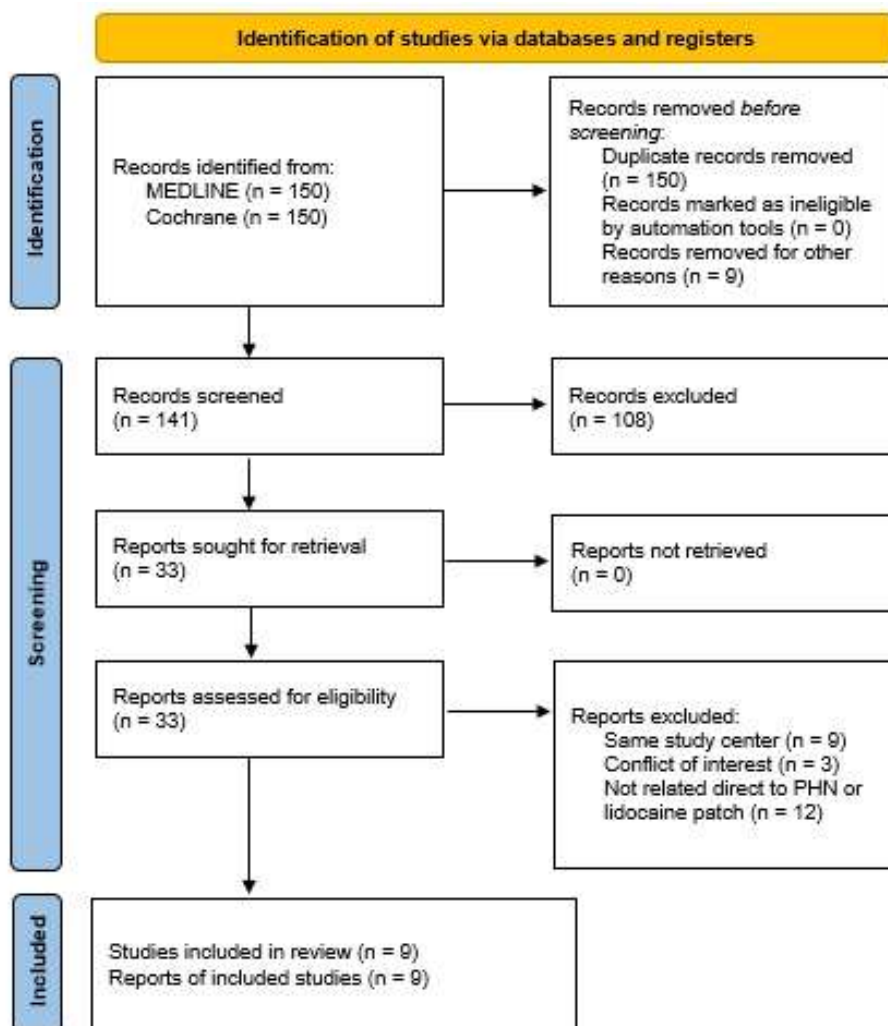 Identification of studies via databases and registers
Identification
Records identified from:
MEDLINE (n = 150)
Cochrane (n = 150)
Records removed before
screening:
Duplicate records removed
(n = 150)
Records marked as ineligible
by automation tools (n = 0)
Records removed for other
reasons (n = 9)
Screening
Records screened
(n = 141)
Records excluded
(n = 108)
Reports sought for retrieval
(n = 33)
Reports not retrieved
(n = 0)
Reports assessed for eligibility
(n = 33)
Reports excluded:
Same study center (n = 9)
Conflict of interest (n = 3)
Not related direct to PHN or
lidocaine patch (n = 12)
Included
Studies included in review (n = 9)
Reports of included studies (n = 9)